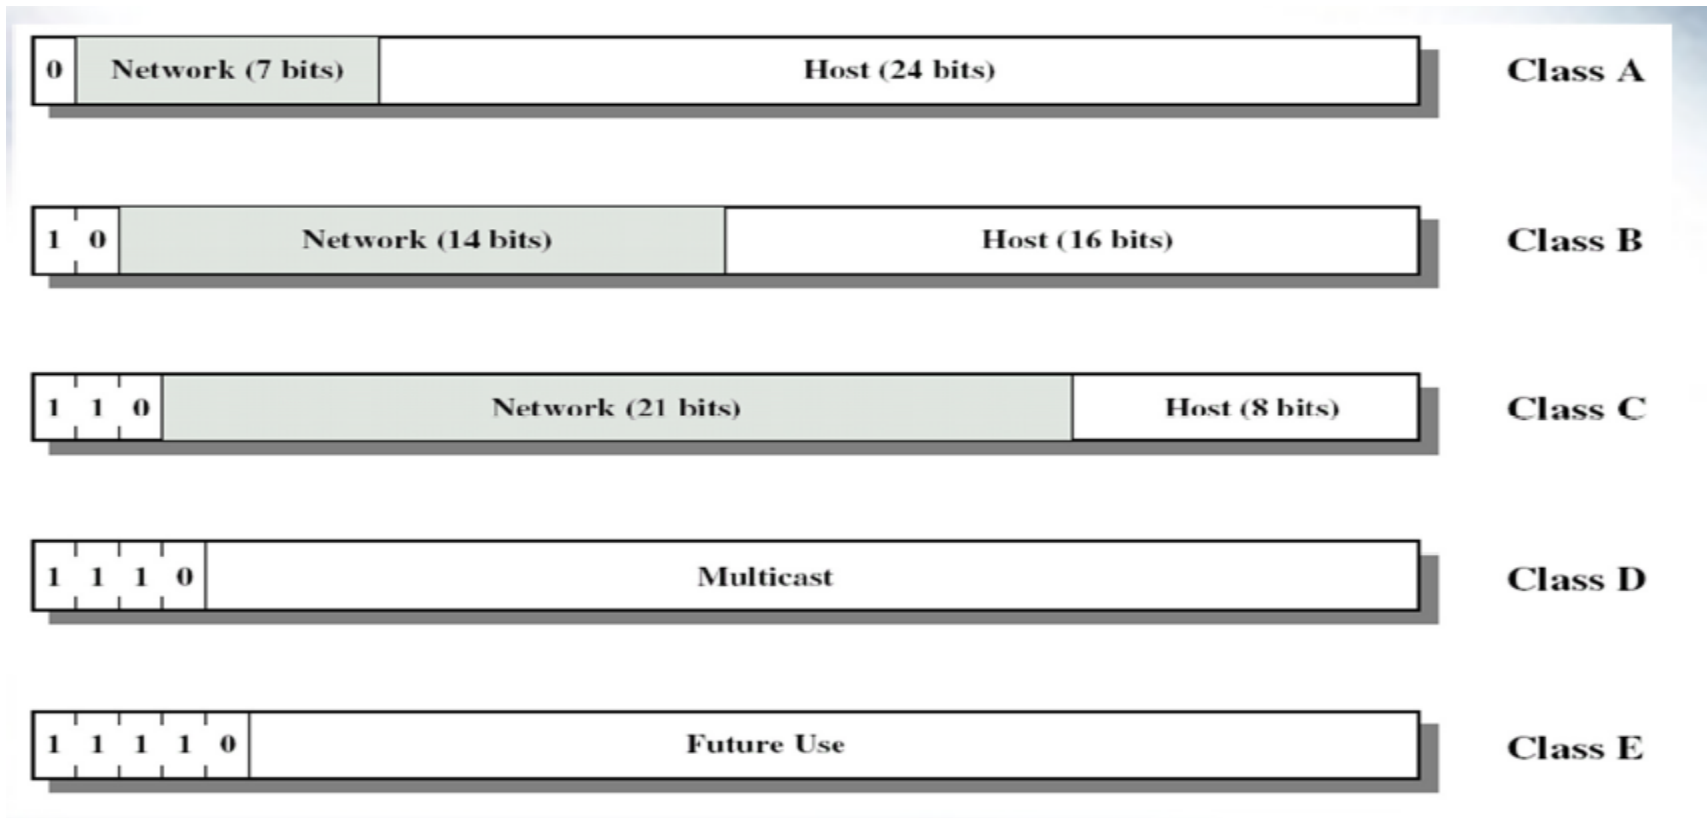 0 Network (7 bits) Host (24 bits) Class A
1 0 Network (14 bits) Host (16 bits) Class B
1 1 0 Network (21 bits) Host (8 bits) Class C
1 1 1 0 Multicast Class D
1 1 1 1 0 Future Use Class E